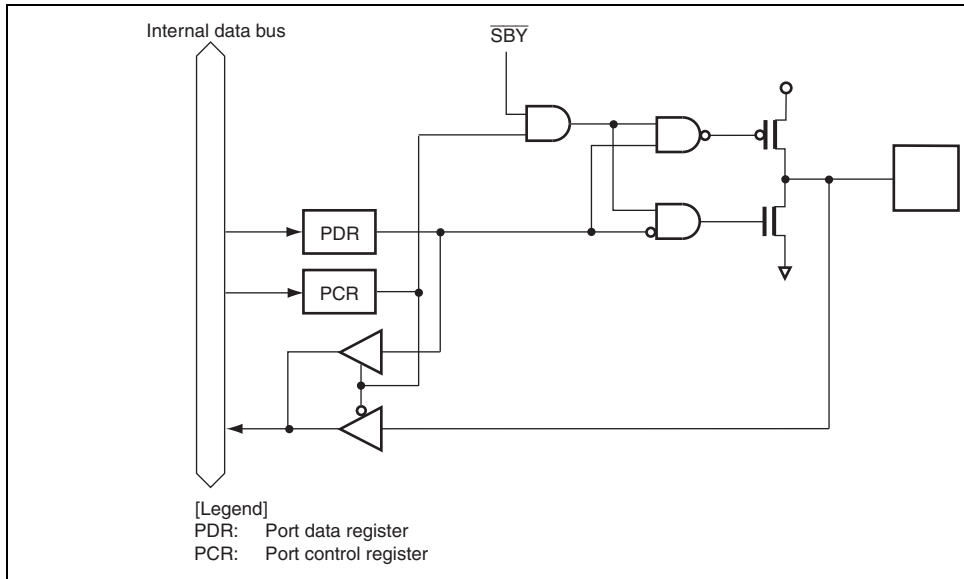 Internal data bus
SBY
PDR
PCR
[Legend]
PDR: Port data register
PCR: Port control register